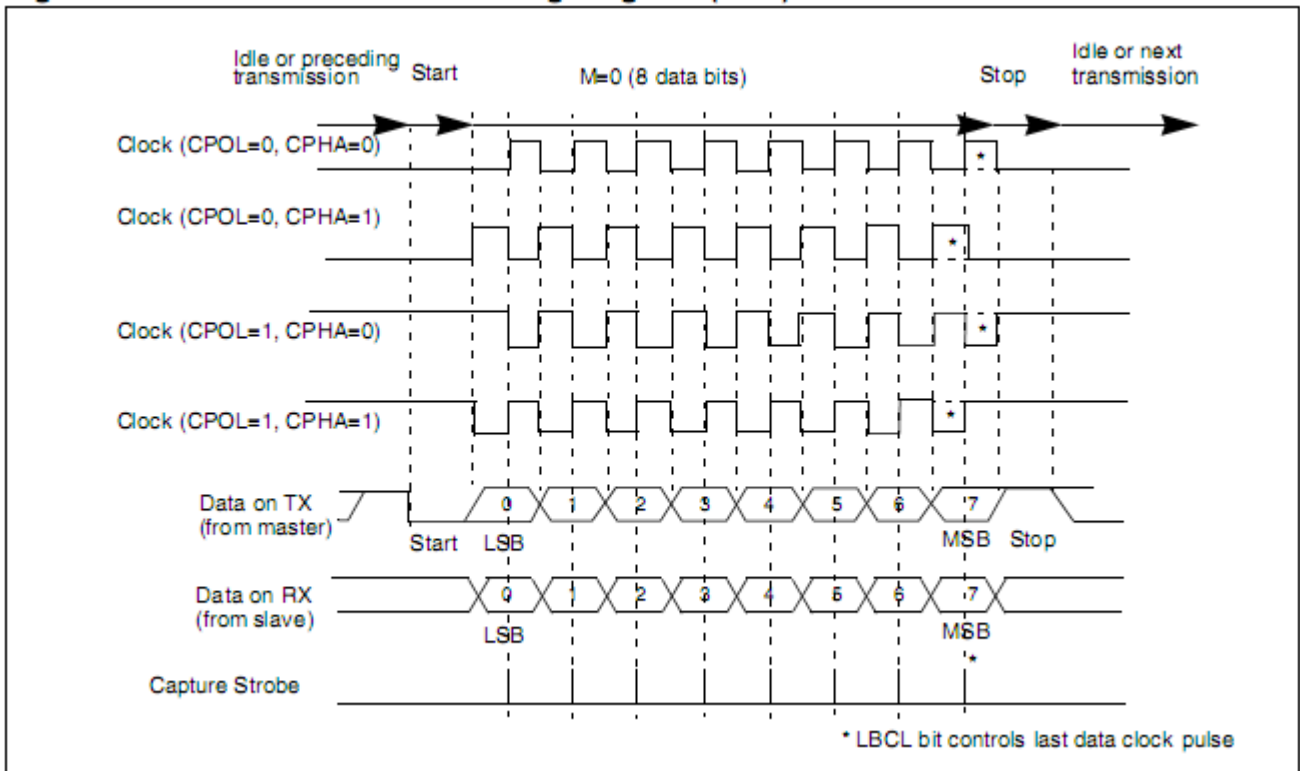 Idle or preceding
transmission
Start
M=0 (8 data bits)
Stop
Idle or next
transmission
Clock (CPOL=0, CPHA=0)
*
Clock (CPOL=0, CPHA=1)
*
Clock (CPOL=1, CPHA=0)
*
Clock (CPOL=1, CPHA=1)
*
Data on TX
(from master)
0 1 2 3 4 5 6 7
Start LSB MSB Stop
Data on RX
(from slave)
0 1 2 3 4 5 6 7
LSB MSB
*
Capture Strobe
* LBCL bit controls last data clock pulse